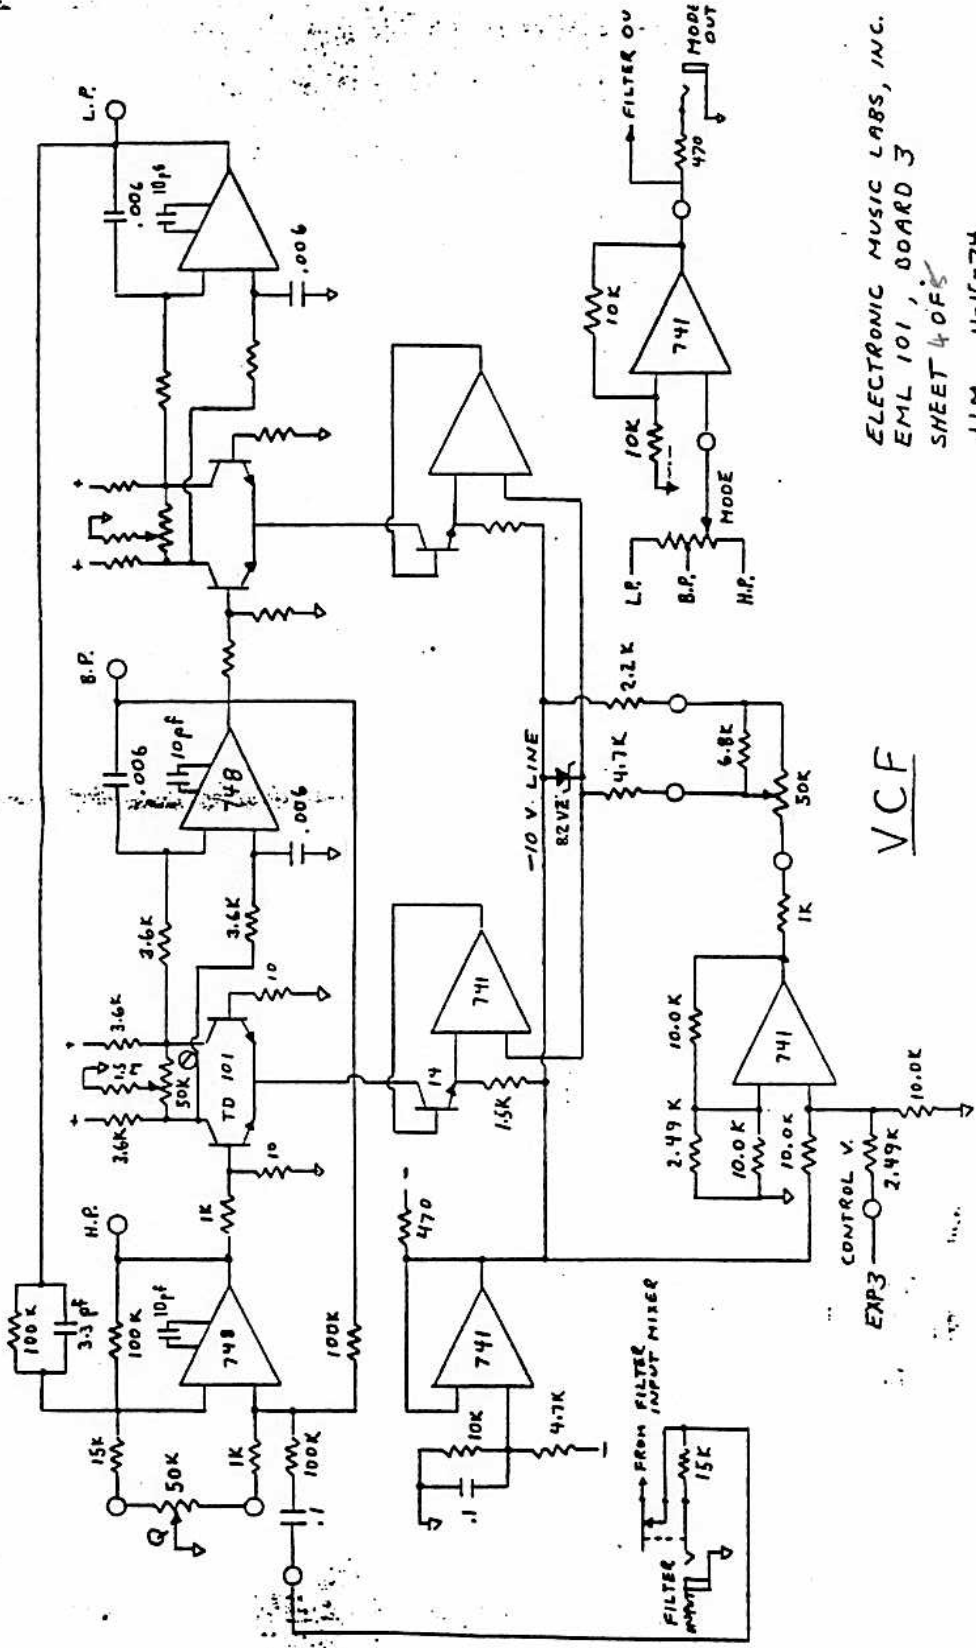 L.P.
.006
10pf
.006
B.P.
.006
10pf
748
.006
3.6K
3.6K
3.6K
1.5M
50K
3.6K
TD 101
10
10
H.P.
1K
100K
3.3pf
100K
10pf
748
15K
50K
Q
1K
100K
.1
100K
FILTER OUT
MODE OUT
470
10K
741
10K
MODE
L.P.
B.P.
H.P.
-10 V. LINE
8.2VZ
2.2K
4.7K
6.8K
50K
1K
741
14
1.5K
470
741
10K
.1
4.7K
10.0K
741
2.49K
10.0K
10.0K
10.0K
CONTROL V.
2.49K
EXP3
FROM FILTER INPUT MIXER
15K
FILTER INPUT
VCF
ELECTRONIC MUSIC LABS, INC.
EML 101, BOARD 3
SHEET 4 OF 5